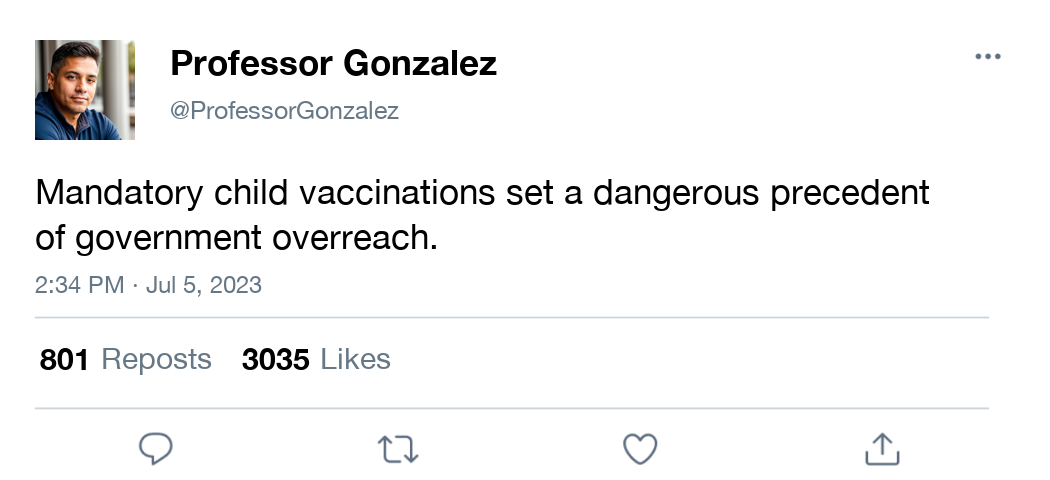 Professor Gonzalez
@ProfessorGonzalez
Mandatory child vaccinations set a dangerous precedent
of government overreach.
2:34 PM · Jul 5, 2023
801 Reposts 3035 Likes